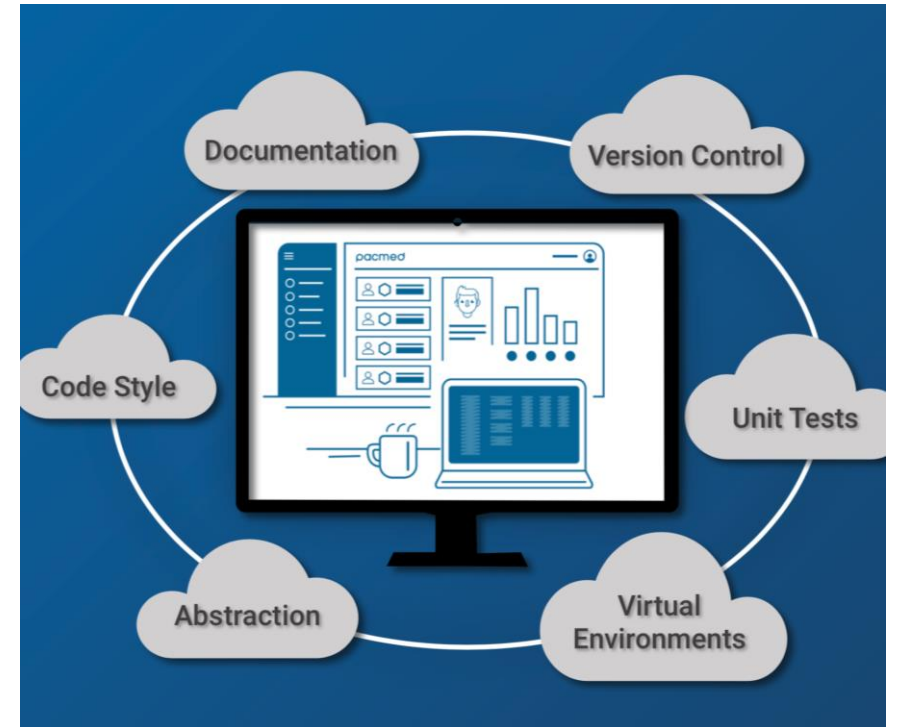 Documentation
Version Control
pacmed
Code Style
Unit Tests
Abstraction
Virtual
Environments